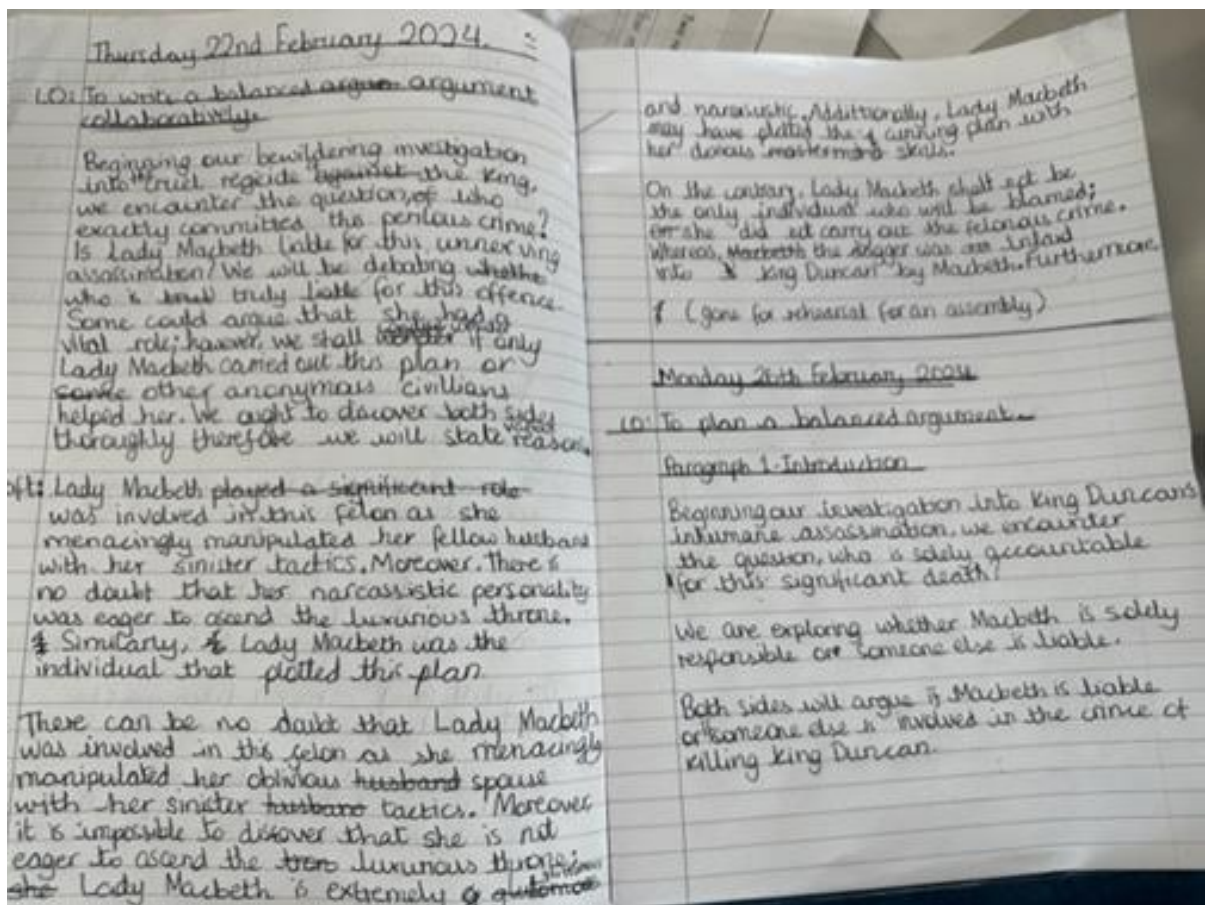 Thursday 22nd February 2024.
LO: To write a balanced argum argument
collaboratively.
Beginning our bewildering investigation
into cruel regicide against the King,
we encounter the question, of who
exactly committed this perilous crime?
Is Lady Macbeth liable for this unnerving
assassination? We will be debating whethe
who is truly liable for this offence.
Some could argue that she had a
vital role; however, we shall if only
Lady Macbeth carried out this plan or
some other anonymous civillians
helped her. We ought to discover both sides
thoroughly therefore we will state reason.
Lady Macbeth played a significant role
was involved in this felon as she
menacingly manipulated her fellow husband
with her sinister tactics. Moreover, There is
no doubt that her narcassistic personality
was eager to ascend the luxurious throne.
Similarly, Lady Macbeth was the
individual that plotted this plan
There can be no doubt that Lady Macbeth
was involved in this felon as she menacingly
manipulated her oblivious husband spouse
with her sinister husband tactics. Moreover
it is impossible to discover that she is not
eager to ascend the tron luxurious throne;
she Lady Macbeth is extremely
and Additionally, Lady Macbeth
may have plotted the cunning plan with
her mastermind skills.
On the contrary, Lady Macbeth shall not be
the only individual who will be blamed;
she did not carry out the felonous crime.
Whereas, Macbeth the dagger was
into King Duncan by Macbeth. Furthermore,
(gone for rehearsal for an assembly)
Monday 26th February 2024
LO: To plan a balanced argument.
Paragraph 1-Introduction
Beginning our investigation into King Duncan's
inhumane assassination, we encounter
the question, who is solely accountable
for this significant death?
We are exploring whether Macbeth is solely
responsible or someone else is liable.
Both sides will argue if Macbeth is liable
or someone else is involved in the crime of
killing King Duncan.